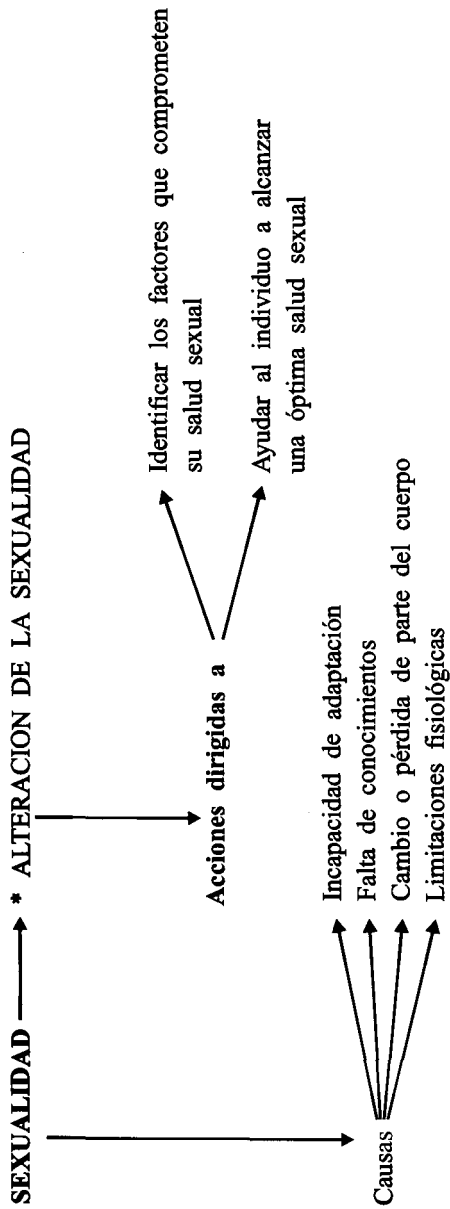 SEXUALIDAD * ALTERACION DE LA SEXUALIDAD
Acciones dirigidas a
Identificar los factores que comprometen
su salud sexual
Ayudar al individuo a alcanzar
una óptima salud sexual
Causas
Incapacidad de adaptación
Falta de conocimientos
Cambio o pérdida de parte del cuerpo
Limitaciones fisiológicas